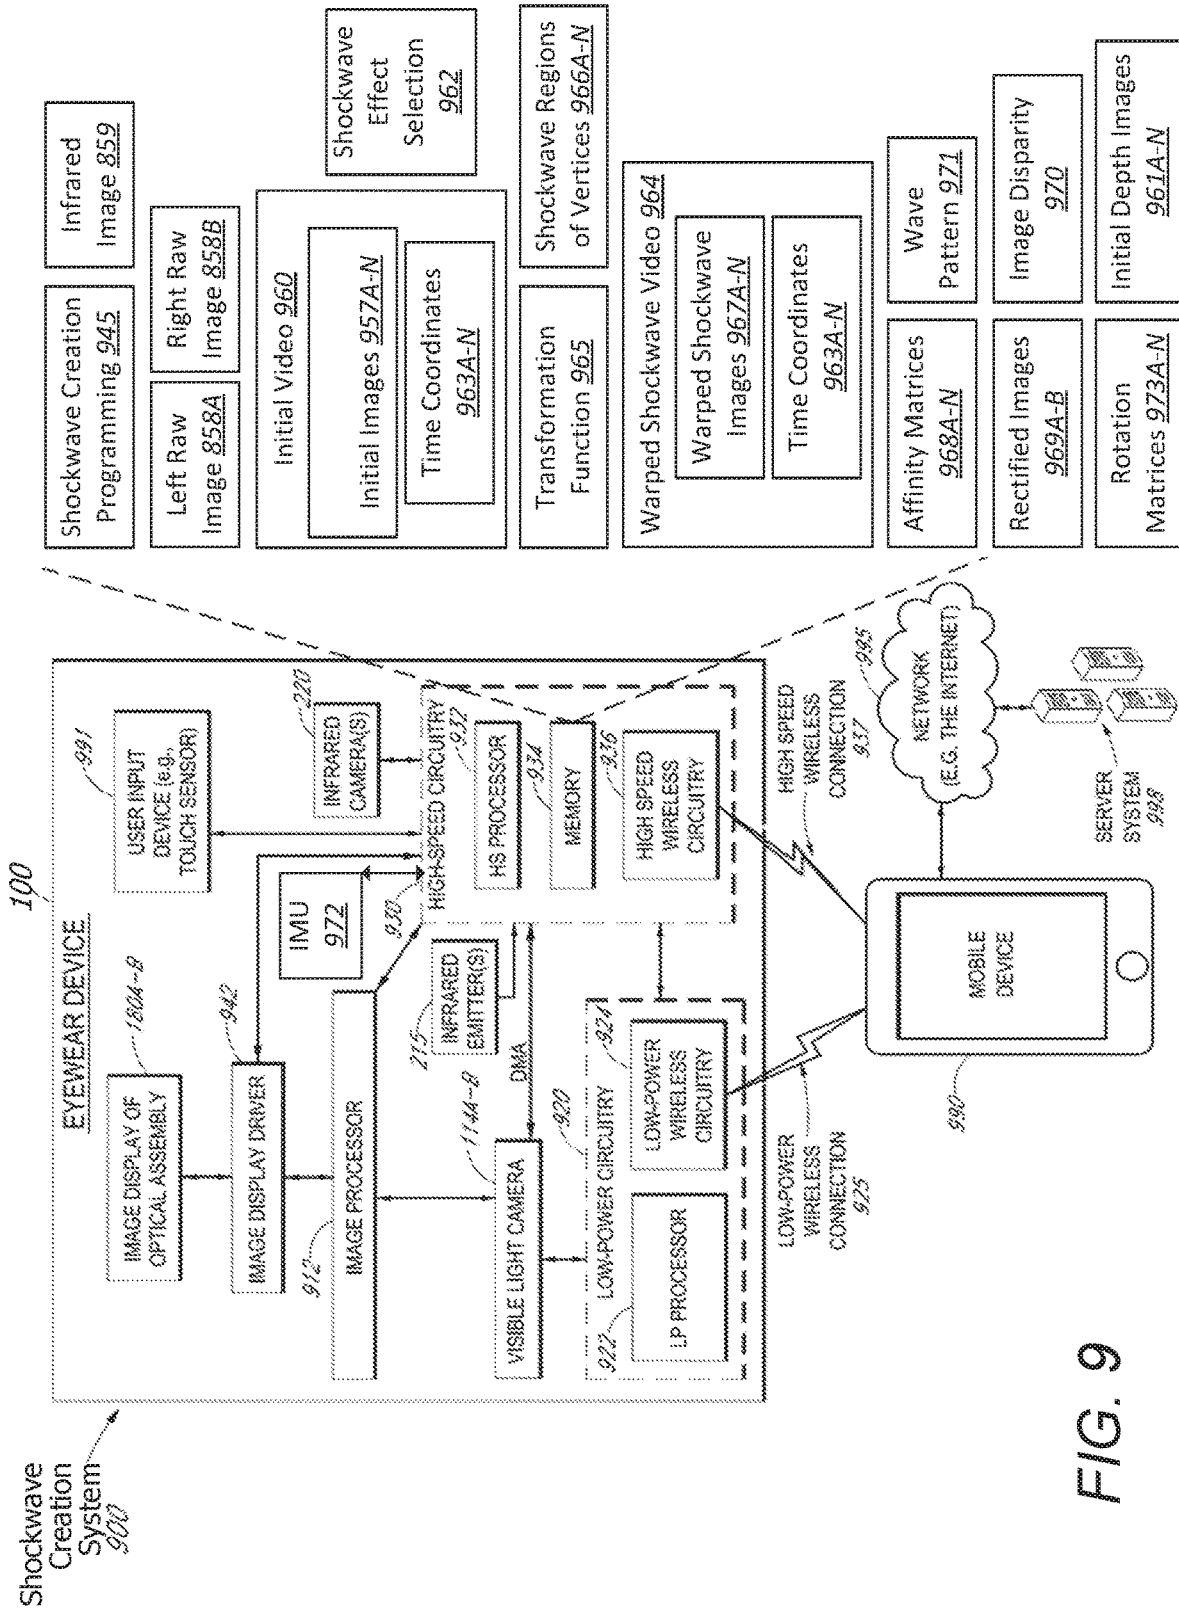 Shockwave
Creation
System
900
100
EYEWEAR DEVICE
IMAGE DISPLAY OF
OPTICAL ASSEMBLY
180A-B
USER INPUT
DEVICE (e.g.,
TOUCH SENSOR)
991
IMAGE DISPLAY DRIVER
942
IMU
972
INFRARED
CAMERA(S)
220
IMAGE PROCESSOR
912
930
HIGH-SPEED CIRCUITRY
HS PROCESSOR
932
MEMORY
934
HIGH SPEED
WIRELESS
CIRCUITRY
936
INFRARED
EMITTER(S)
215
DMA
VISIBLE LIGHT CAMERA
114A-B
LOW-POWER CIRCUITRY
920
LP PROCESSOR
922
LOW-POWER
WIRELESS
CIRCUITRY
924
LOW-POWER
WIRELESS
CONNECTION
925
HIGH SPEED
WIRELESS
CONNECTION
937
MOBILE
DEVICE
990
NETWORK
(E.G. THE INTERNET)
995
SERVER
SYSTEM
998
Shockwave Creation
Programming 945
Infrared
Image 859
Left Raw
Image 858A
Right Raw
Image 858B
Initial Video 960
Initial Images 957A-N
Time Coordinates
963A-N
Shockwave
Effect
Selection
962
Transformation
Function 965
Shockwave Regions
of Vertices 966A-N
Warped Shockwave Video 964
Warped Shockwave
Images 967A-N
Time Coordinates
963A-N
Affinity Matrices
968A-N
Wave
Pattern 971
Rectified Images
969A-B
Image Disparity
970
Rotation
Matrices 973A-N
Initial Depth Images
961A-N
FIG. 9